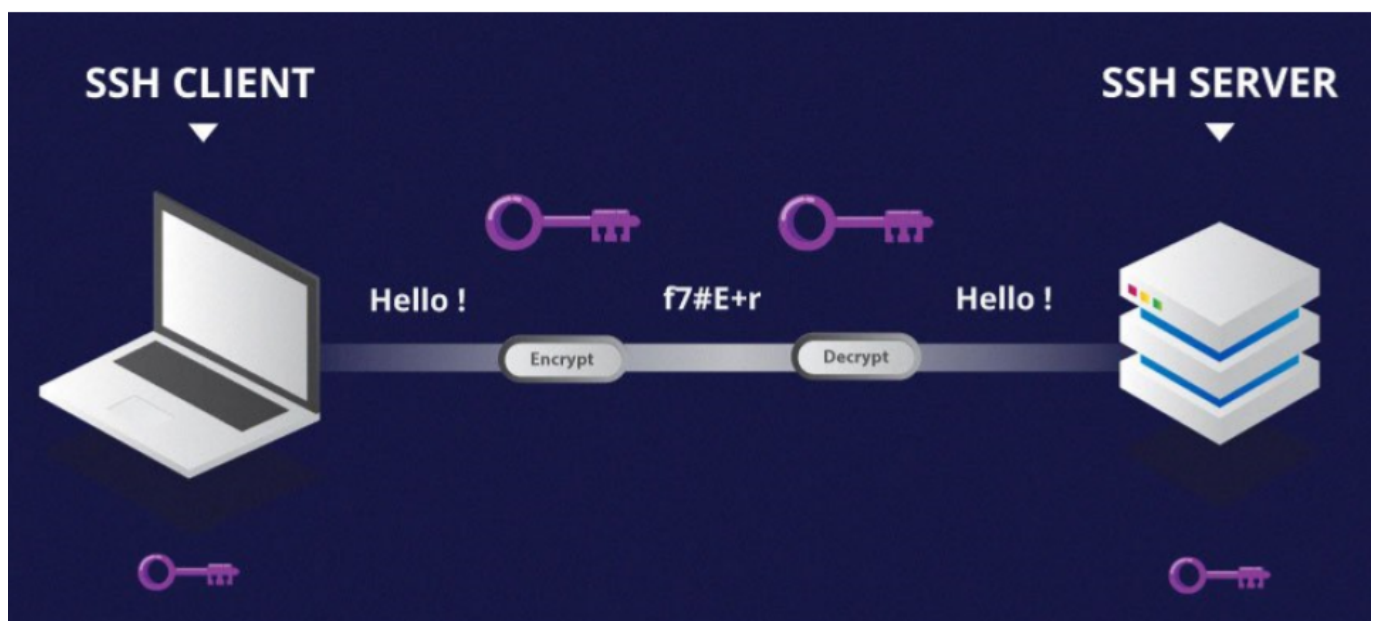 SSH CLIENT
SSH SERVER
Hello !
f7#E+r
Hello !
Encrypt
Decrypt